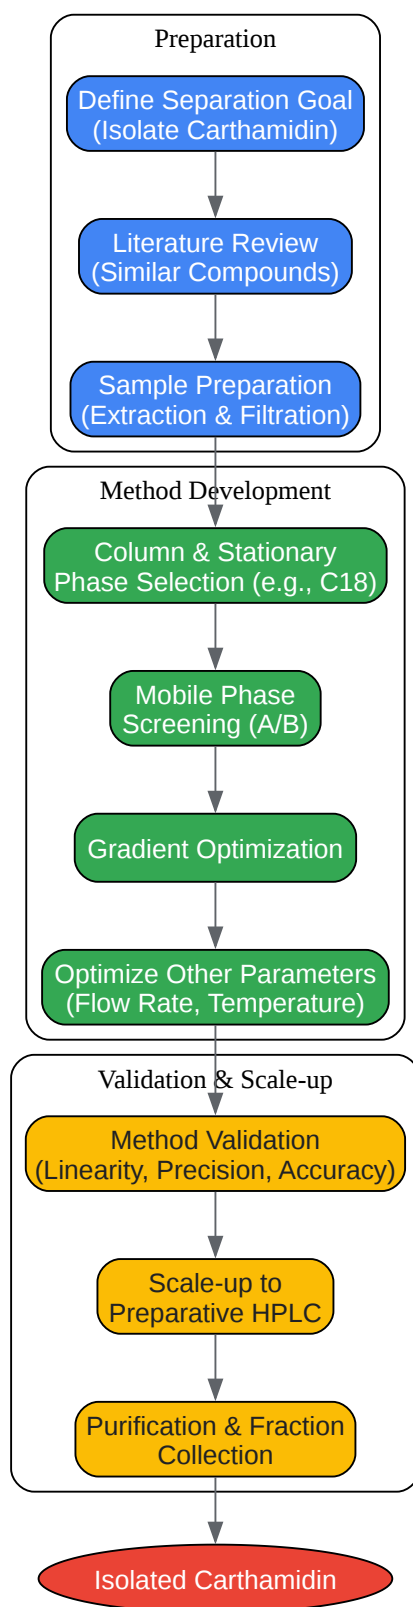 Preparation
Define Separation Goal
(Isolate Carthamidin)
Literature Review
(Similar Compounds)
Sample Preparation
(Extraction & Filtration)
Method Development
Column & Stationary
Phase Selection (e.g., C18)
Mobile Phase
Screening (A/B)
Gradient Optimization
Optimize Other Parameters
(Flow Rate, Temperature)
Validation & Scale-up
Method Validation
(Linearity, Precision, Accuracy)
Scale-up to
Preparative HPLC
Purification & Fraction
Collection
Isolated Carthamidin